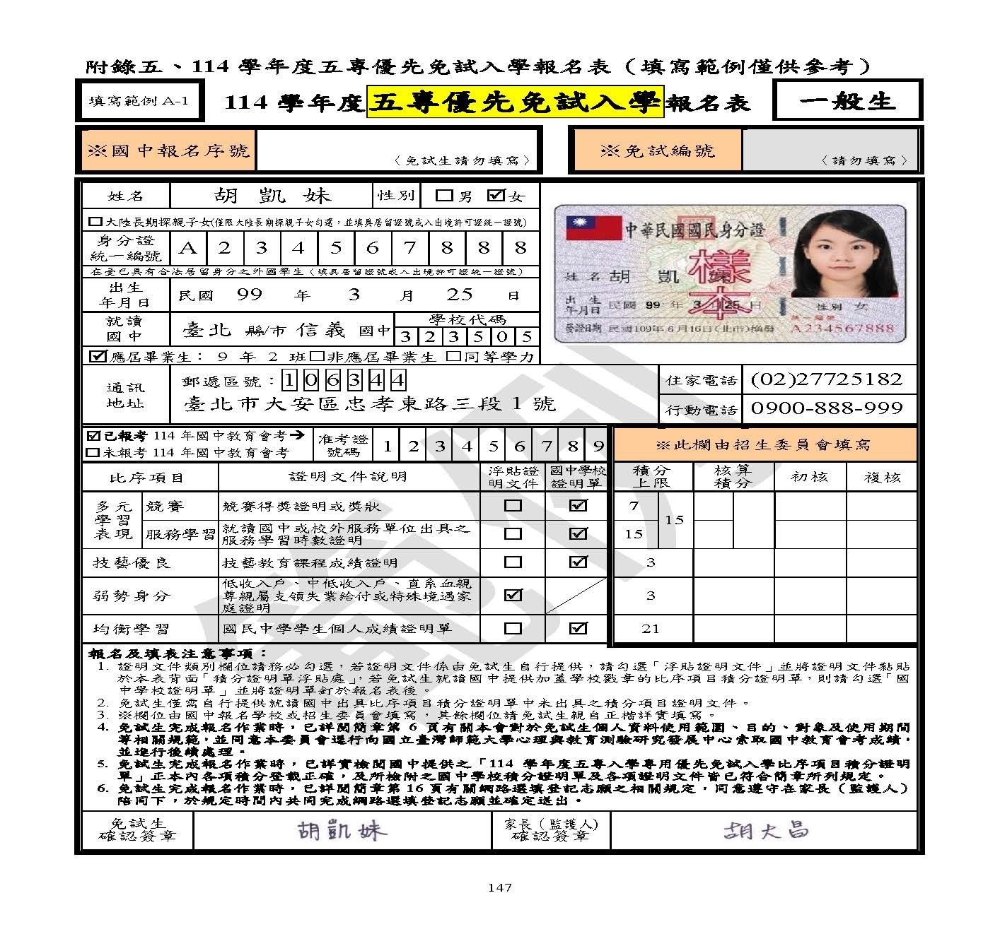 附錄五、114 學年度五專優先免試入學報名表（填寫範例僅供參考）
填寫範例 A-1
114 學年度五專優先免試入學報名表
一般生
※國中報名序號
（免試生請勿填寫）
※免試編號
（請勿填寫）
姓名 胡 凱 妹 性別 □男 ☑女
□大陸長期探親子女(僅限大陸長期探親子女勾選，並填具居留證號或入出境許可證統一證號)
身分證
統一編號
A 2 3 4 5 6 7 8 8 8
在臺已具有合法居留身分之外國學生（填具居留證號或入出境許可證統一證號）
出生
年月日
民國 99 年 3 月 25 日
就讀
國中
臺北 縣/市 信義 國中
學校代碼
3 2 3 5 0 5
☑應屆畢業生： 9 年 2 班□非應屆畢業生 □同等學力
中華民國國民身分證
樣本
姓名 胡 凱 妹
出生
年月日
民國 99 年 3 月 25 日
性別 女
發證日期 民國109年 6 月 16 日(北市)換發
統一編號
A234567888
通訊
地址
郵遞區號：106344
臺北市大安區忠孝東路三段 1 號
住家電話 (02)27725182
行動電話 0900-888-999
☑已報考 114 年國中教育會考→
□未報考 114 年國中教育會考
准考證
號碼
1 2 3 4 5 6 7 8 9
※此欄由招生委員會填寫
比序項目
證明文件說明
浮貼證
明文件
國中學校
證明單
積分
上限
核算
積分
初核
複核
多元
學習
表現
競賽 競賽得獎證明或獎狀 □ ☑ 7
15
服務學習
就讀國中或校外服務單位出具之
服務學習時數證明
□ ☑ 15
技藝優良 技藝教育課程成績證明 □ ☑ 3
弱勢身分
低收入戶、中低收入戶、直系血親
尊親屬支領失業給付或特殊境遇家
庭證明
☑ 3
均衡學習 國民中學學生個人成績證明單 □ ☑ 21
範例
報名及填表注意事項：
1. 證明文件類別欄位請務必勾選，若證明文件係由免試生自行提供，請勾選「浮貼證明文件」並將證明文件黏貼
於本表背面「積分證明單浮貼處」，若免試生就讀國中提供加蓋學校戳章的比序項目積分證明單，則請勾選「國
中學校證明單」並將證明單釘於報名表後。
2. 免試生僅需自行提供就讀國中出具比序項目積分證明單中未出具之積分項目證明文件。
3. ※欄位由國中報名學校或招生委員會填寫，其餘欄位請免試生親自正楷詳實填寫。
4. 免試生完成報名作業時，已詳閱簡章第 6 頁有關本會對於免試生個人資料使用範圍、目的、對象及使用期間
等相關規範，並同意本委員會逕行向國立臺灣師範大學心理與教育測驗研究發展中心索取國中教育會考成績，
並進行後續處理。
5. 免試生完成報名作業時，已詳實檢閱國中提供之「114 學年度五專入學專用優先免試入學比序項目積分證明
單」正本內各項積分登載正確，及所檢附之國中學校積分證明單及各項證明文件皆已符合簡章所列規定。
6. 免試生完成報名作業時，已詳閱簡章第 16 頁有關網路選填登記志願之相關規定，同意遵守在家長（監護人）
陪同下，於規定時間內共同完成網路選填登記志願並確定送出。
免試生
確認簽章
胡凱妹
家長（監護人)
確認簽章
胡大昌
147